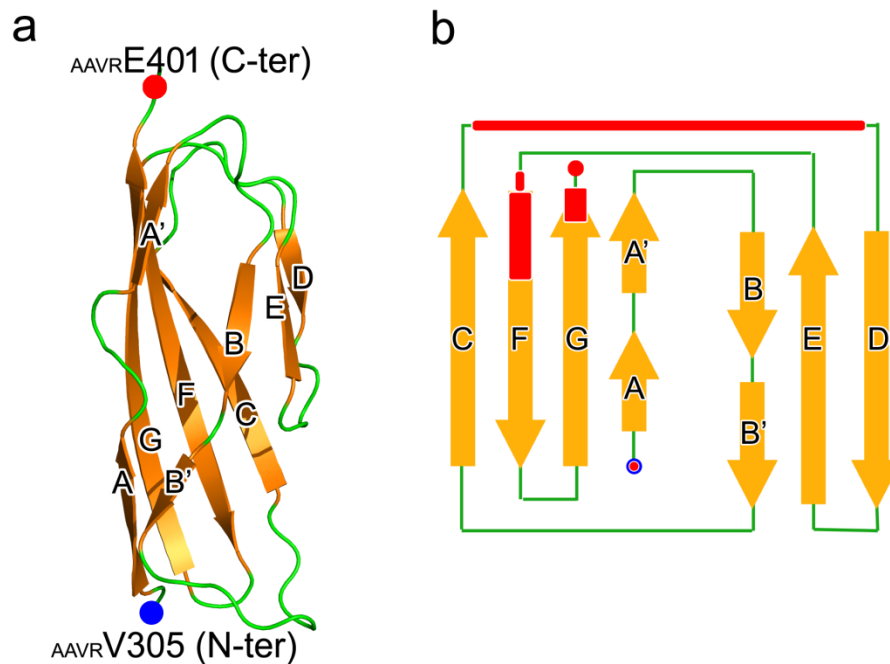 a
AAVRE401 (C-ter)
A'
D
E
B
F
C
G
A
B'
AAVRV305 (N-ter)
b
A'
B
C
F
G
E
D
A
B'